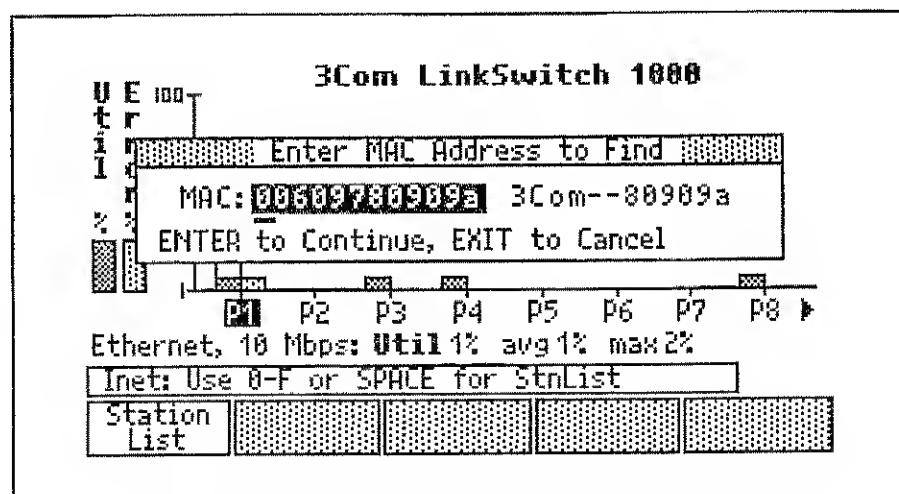 3Com LinkSwitch 1000
Util %
Error %
100
Enter MAC Address to Find
MAC: 00609780909a 3Com--80909a
ENTER to Continue, EXIT to Cancel
P1 P2 P3 P4 P5 P6 P7 P8
Ethernet, 10 Mbps: Util 1% avg 1% max 2%
Inet: Use 0-F or SPACE for StnList
Station
List